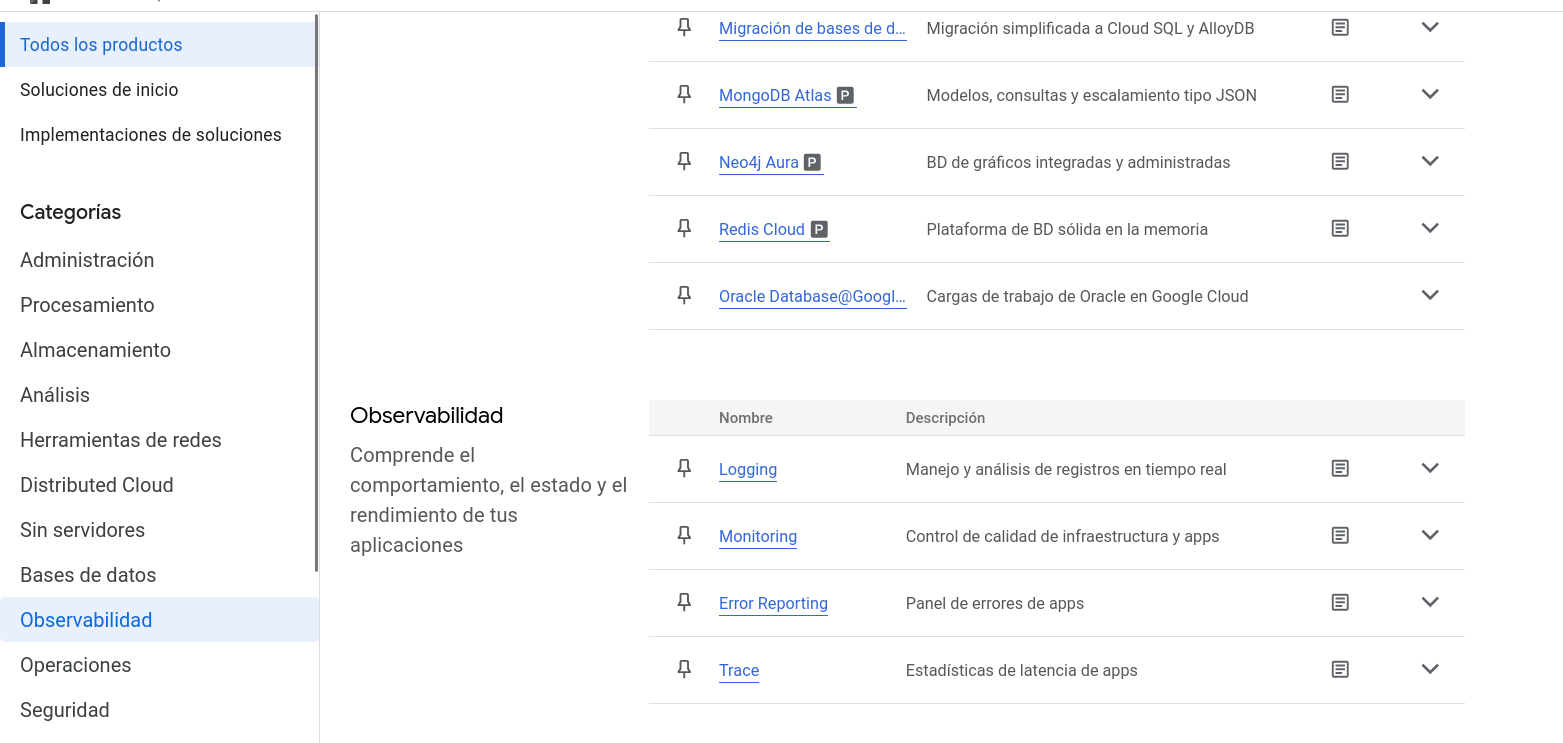 Todos los productos
Soluciones de inicio
Implementaciones de soluciones
Categorías
Administración
Procesamiento
Almacenamiento
Análisis
Herramientas de redes
Distributed Cloud
Sin servidores
Bases de datos
Observabilidad
Operaciones
Seguridad
Migración de bases de d... Migración simplificada a Cloud SQL y AlloyDB
MongoDB Atlas P Modelos, consultas y escalamiento tipo JSON
Neo4j Aura P BD de gráficos integradas y administradas
Redis Cloud P Plataforma de BD sólida en la memoria
Oracle Database@Googl... Cargas de trabajo de Oracle en Google Cloud
Observabilidad
Comprende el
comportamiento, el estado y el
rendimiento de tus
aplicaciones
Nombre Descripción
Logging Manejo y análisis de registros en tiempo real
Monitoring Control de calidad de infraestructura y apps
Error Reporting Panel de errores de apps
Trace Estadísticas de latencia de apps